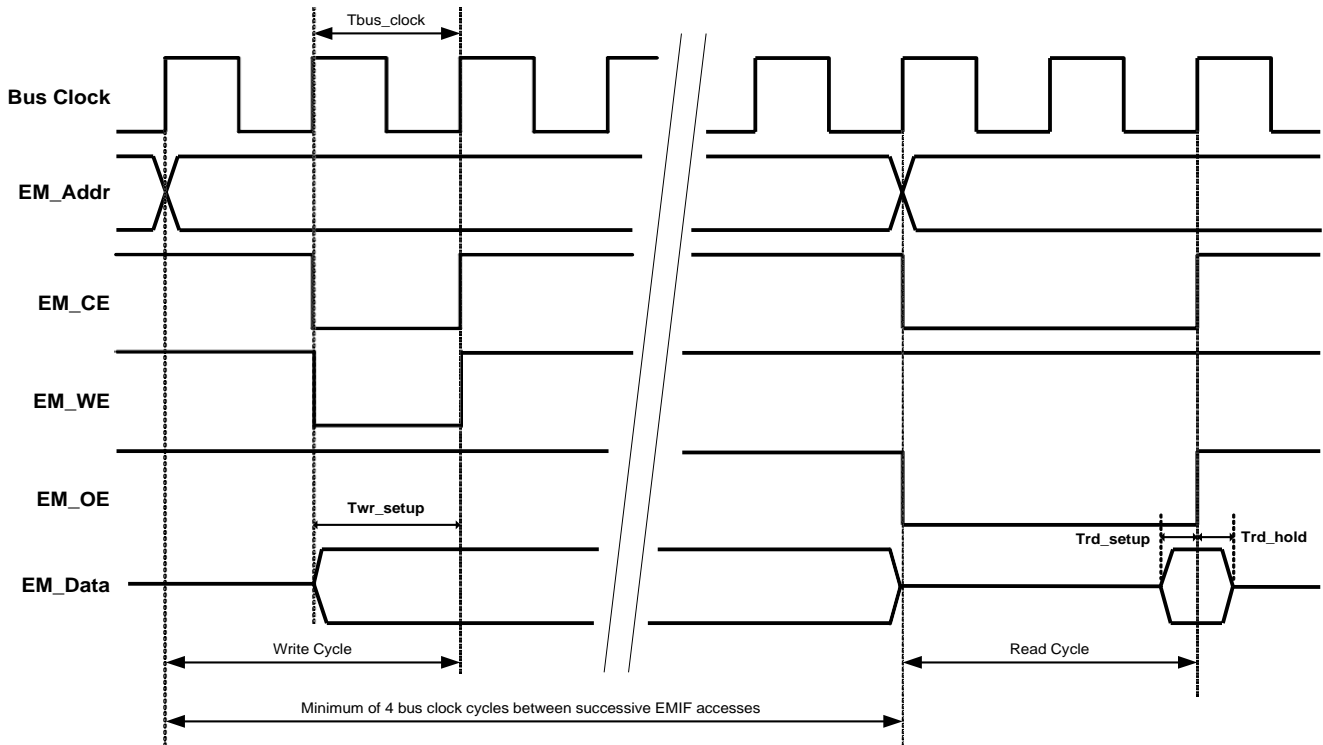 Tbus_clock
Bus Clock
EM_Addr
EM_CE
EM_WE
EM_OE
Twr_setup
Trd_setup
Trd_hold
EM_Data
Write Cycle
Read Cycle
Minimum of 4 bus clock cycles between successive EMIF accesses